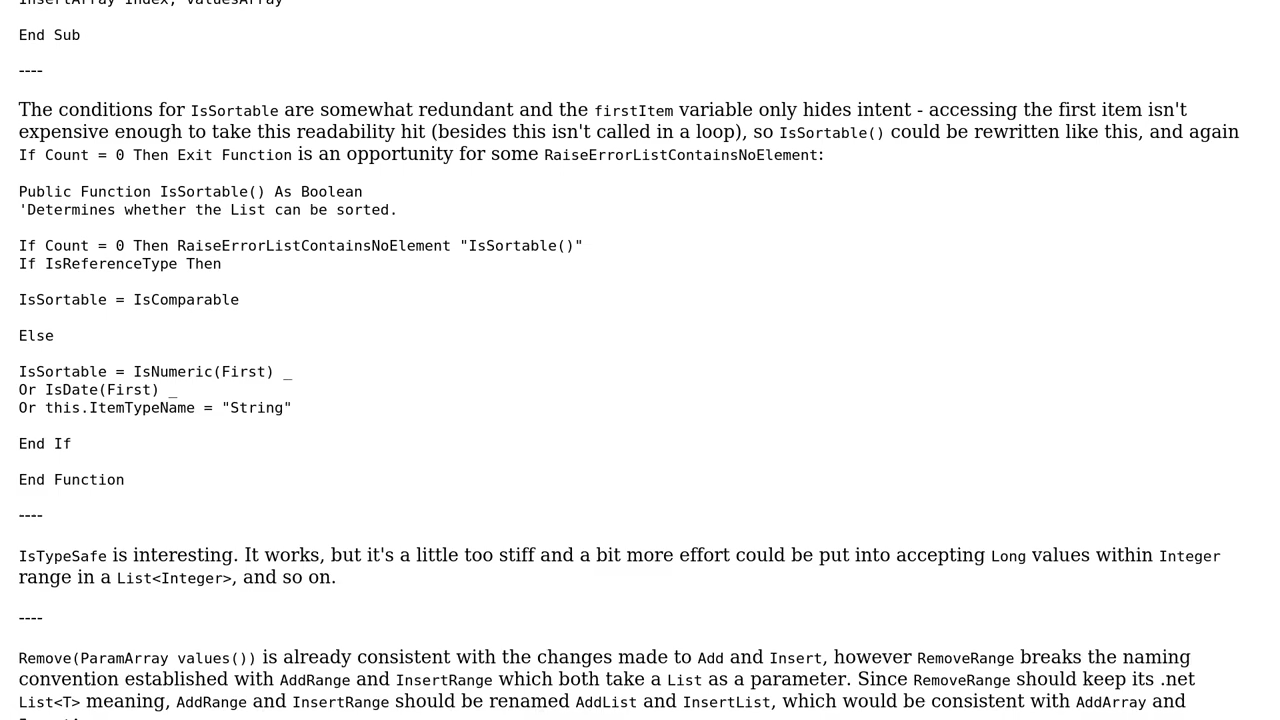 InsertArray Index, valuesArray
End Sub
----
The conditions for IsSortable are somewhat redundant and the firstItem variable only hides intent - accessing the first item isn't
expensive enough to take this readability hit (besides this isn't called in a loop), so IsSortable() could be rewritten like this, and again
If Count = 0 Then Exit Function is an opportunity for some RaiseErrorListContainsNoElement:
Public Function IsSortable() As Boolean
'Determines whether the List can be sorted.
If Count = 0 Then RaiseErrorListContainsNoElement "IsSortable()"
If IsReferenceType Then
IsSortable = IsComparable
Else
IsSortable = IsNumeric(First) _
Or IsDate(First) _
Or this.ItemTypeName = "String"
End If
End Function
----
IsTypeSafe is interesting. It works, but it's a little too stiff and a bit more effort could be put into accepting Long values within Integer
range in a List<Integer>, and so on.
----
Remove(ParamArray values()) is already consistent with the changes made to Add and Insert, however RemoveRange breaks the naming
convention established with AddRange and InsertRange which both take a List as a parameter. Since RemoveRange should keep its .net
List<T> meaning, AddRange and InsertRange should be renamed AddList and InsertList, which would be consistent with AddArray and